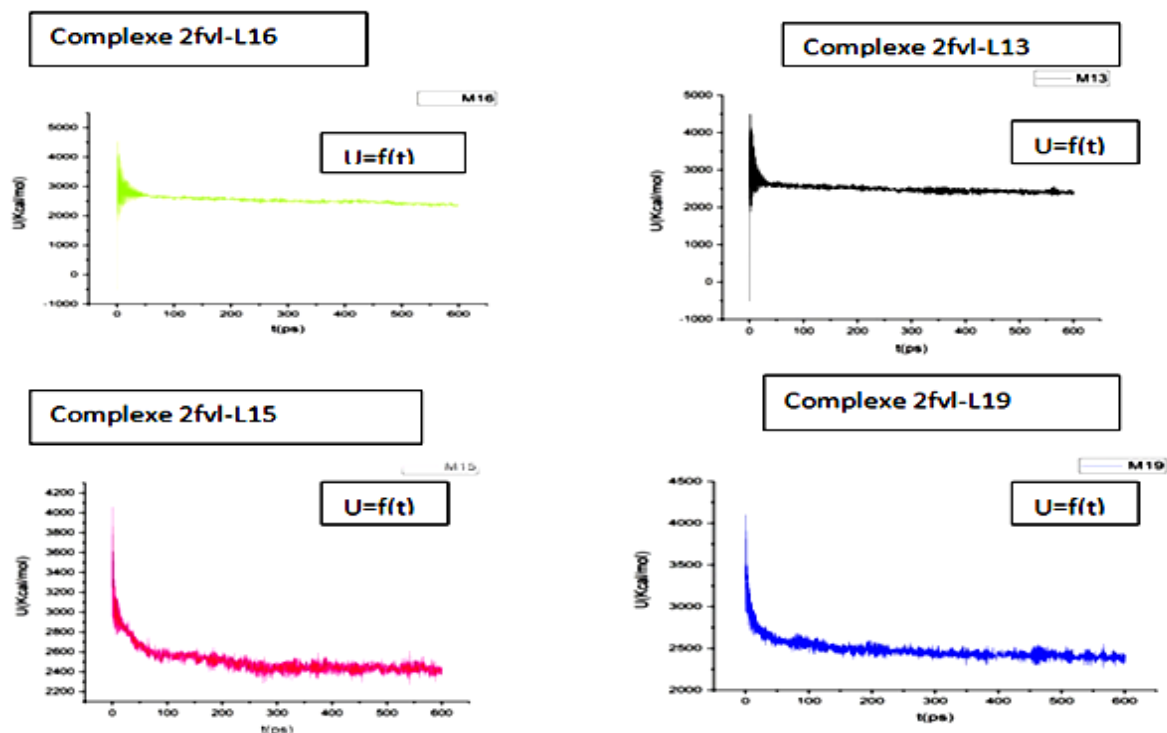 Complexe 2fvl-L16
M16
U=f(t)
U(Kcal/mol)
5000
4000
3000
2000
1000
0
-1000
0 100 200 300 400 500 600
t(ps)
Complexe 2fvl-L13
M13
U=f(t)
U(Kcal/mol)
5000
4000
3000
2000
1000
0
-1000
0 100 200 300 400 500 600
t(ps)
Complexe 2fvl-L15
M15
U=f(t)
U(Kcal/mol)
4200
4000
3800
3600
3400
3200
3000
2800
2600
2400
2200
0 100 200 300 400 500 600
t(ps)
Complexe 2fvl-L19
M19
U=f(t)
U(Kcal/mol)
4500
4000
3500
3000
2500
2000
0 100 200 300 400 500 600
t(ps)